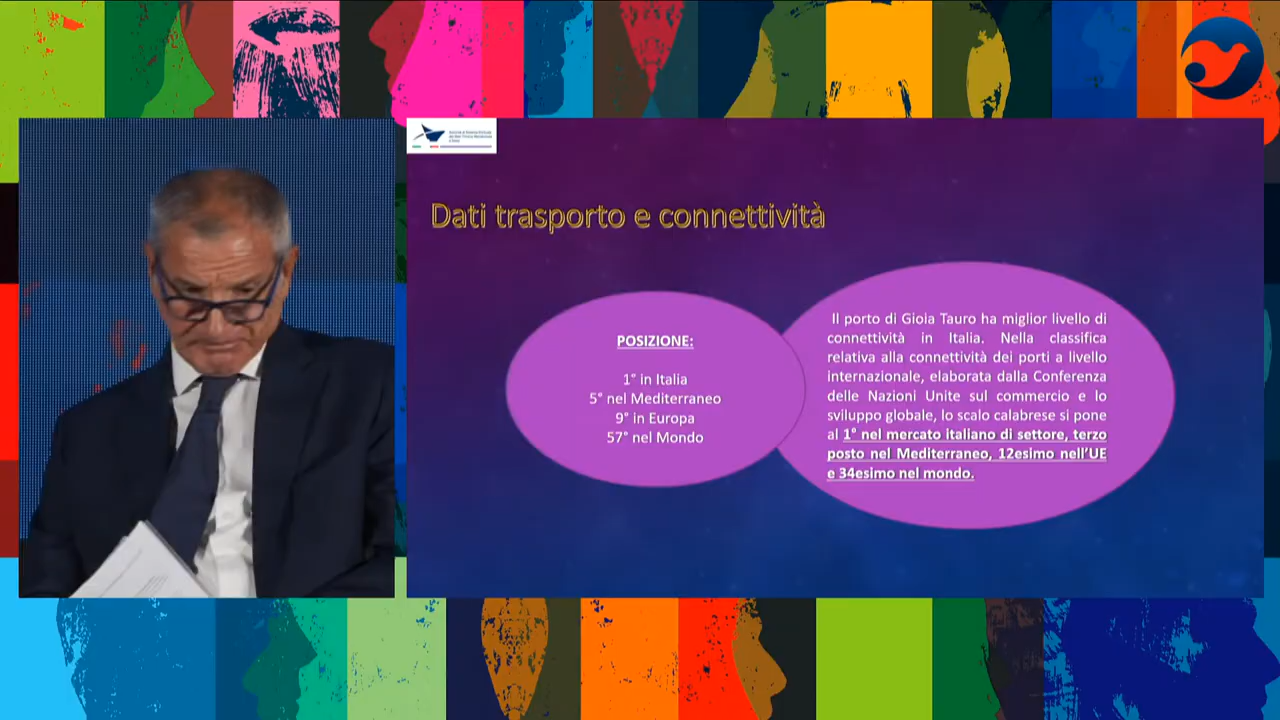 Dati trasporto e connettività
POSIZIONE:
1° in Italia
5° nel Mediterraneo
9° in Europa
57° nel Mondo
Il porto di Gioia Tauro ha miglior livello di
connettività in Italia. Nella classifica
relativa alla connettività dei porti a livello
internazionale, elaborata dalla Conferenza
delle Nazioni Unite sul commercio e lo
sviluppo globale, lo scalo calabrese si pone
al 1° nel mercato italiano di settore, terzo
posto nel Mediterraneo, 12esimo nell'UE
e 34esimo nel mondo.